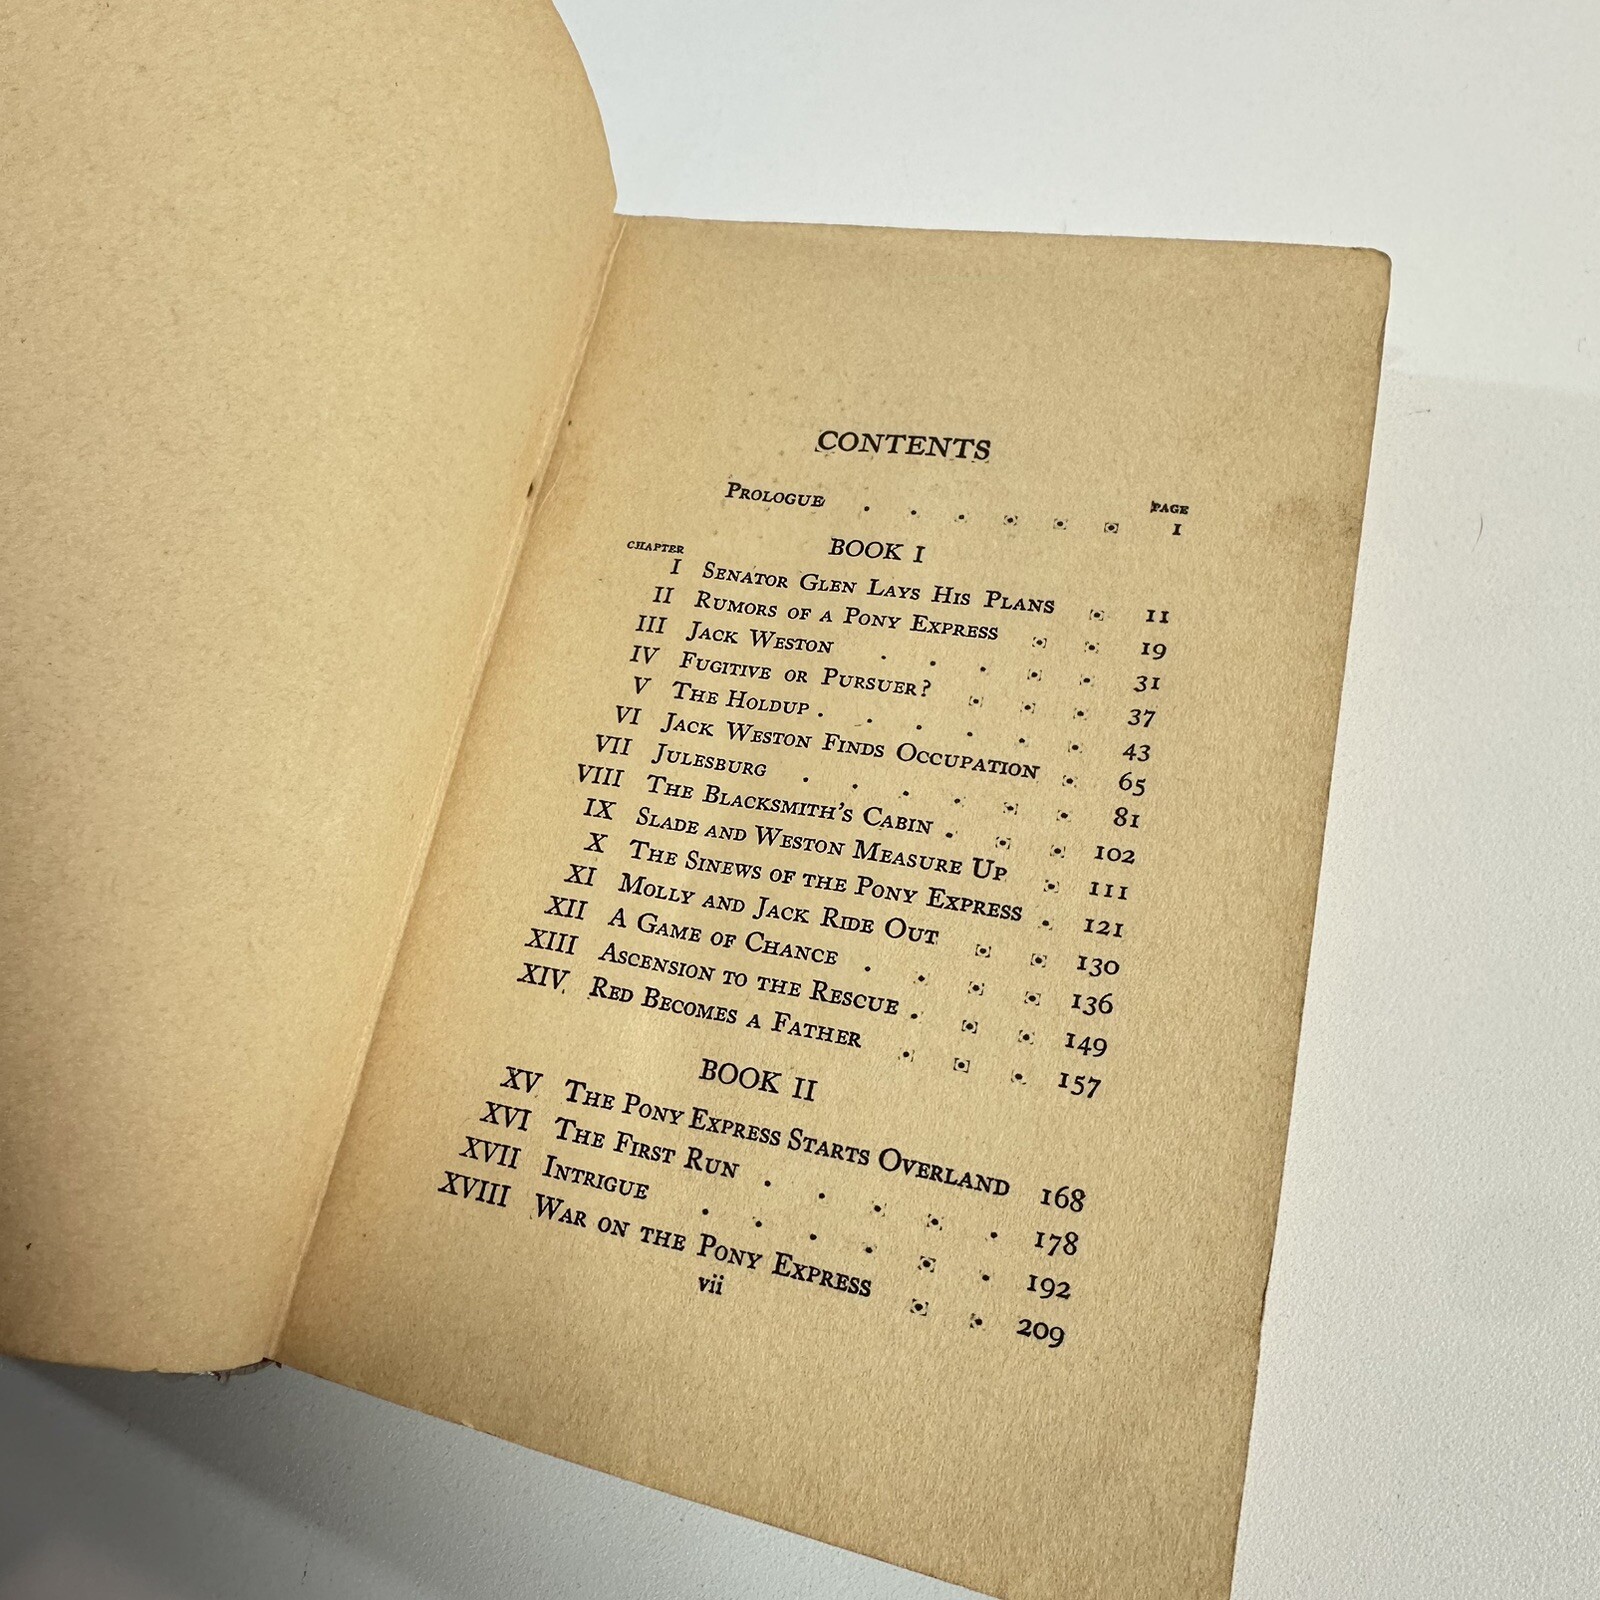 CONTENTS
PAGE
PROLOGUE . . . . . . 1
BOOK I
CHAPTER
I SENATOR GLEN LAYS HIS PLANS . 11
II RUMORS OF A PONY EXPRESS . . 19
III JACK WESTON . . . . . 31
IV FUGITIVE OR PURSUER? . . . 37
V THE HOLDUP . . . . . . 43
VI JACK WESTON FINDS OCCUPATION . 65
VII JULESBURG . . . . . . 81
VIII THE BLACKSMITH'S CABIN . . . 102
IX SLADE AND WESTON MEASURE UP . 111
X THE SINEWS OF THE PONY EXPRESS . 121
XI MOLLY AND JACK RIDE OUT . . 130
XII A GAME OF CHANCE . . . . 136
XIII ASCENSION TO THE RESCUE . . . 149
XIV RED BECOMES A FATHER . . . 157
BOOK II
XV THE PONY EXPRESS STARTS OVERLAND 168
XVI THE FIRST RUN . . . . . 178
XVII INTRIGUE . . . . . . 192
XVIII WAR ON THE PONY EXPRESS . . 209
vii